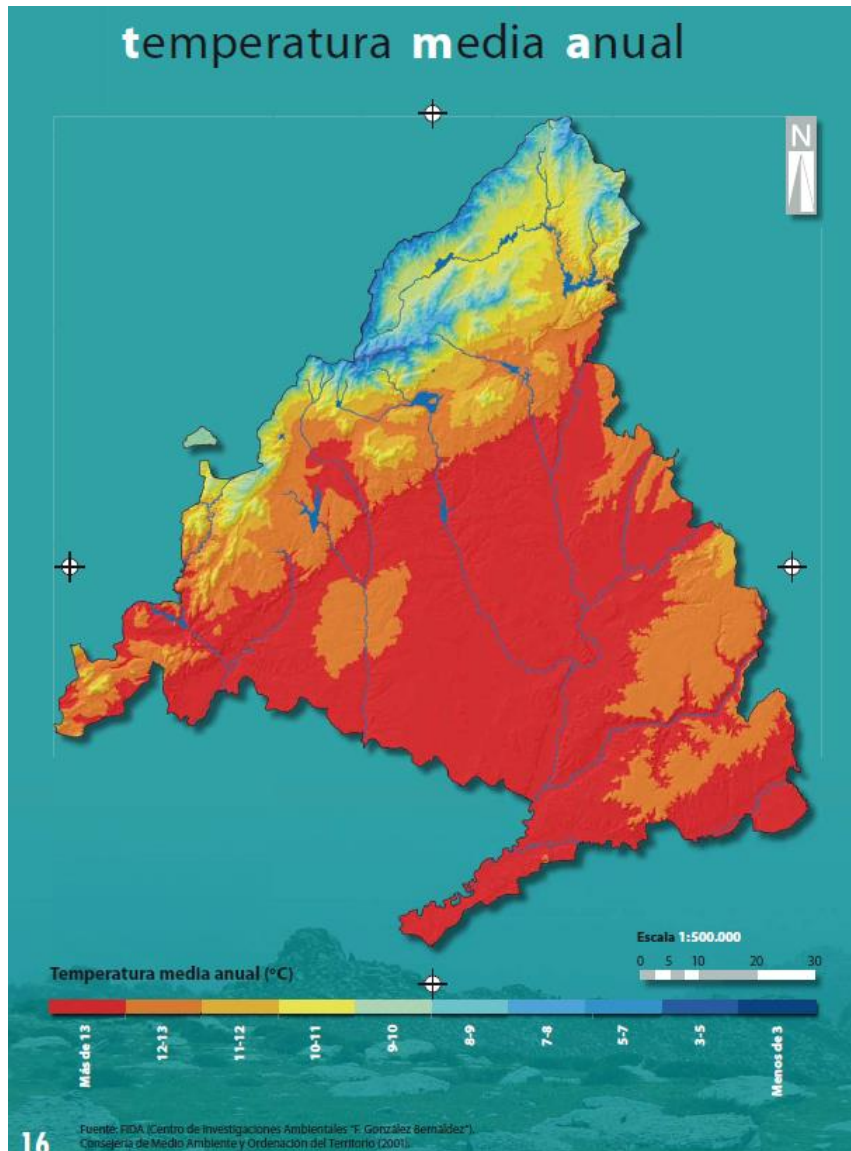 temperatura media anual
N
Escala 1:500.000
0 5 10 20 30
Temperatura media anual (ºC)
Más de 13
12-13
11-12
10-11
9-10
8-9
7-8
5-7
3-5
Menos de 3
16
Fuente: FIDA (Centro de Investigaciones Ambientales "F. González Bernáldez").
Consejería de Medio Ambiente y Ordenación del Territorio (2001).